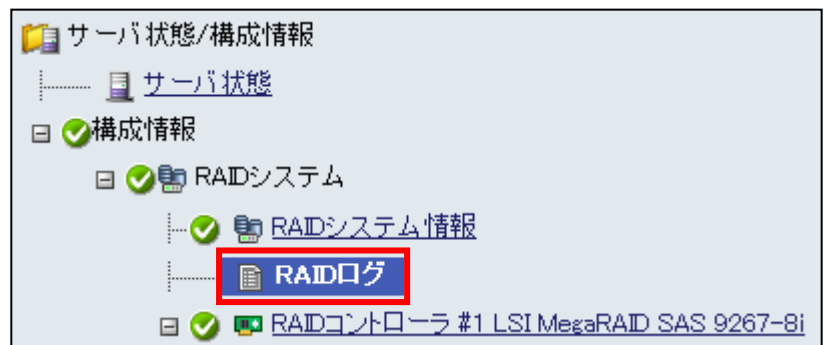 サーバ状態/構成情報
サーバ状態
構成情報
RAIDシステム
RAIDシステム情報
RAIDログ
RAIDコントローラ #1 LSI MegaRAID SAS 9267-8i